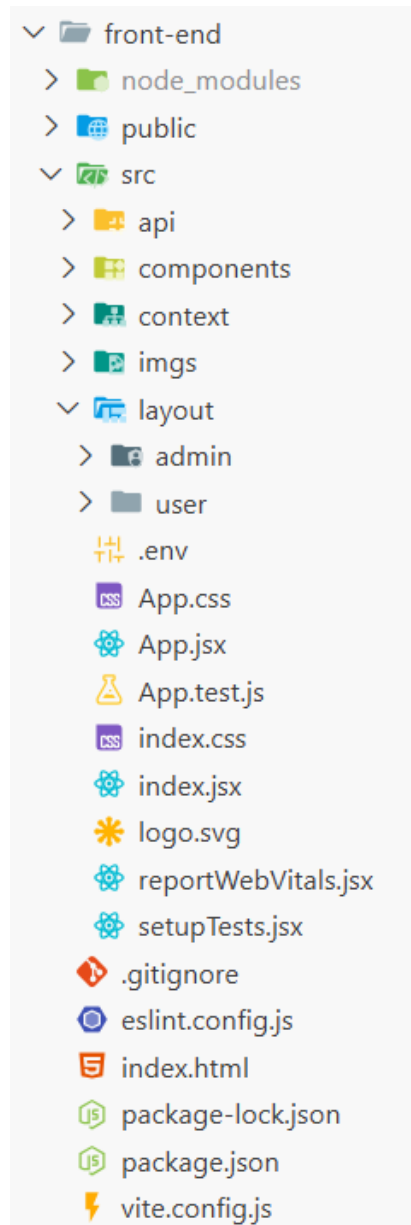 front-end
node_modules
public
src
api
components
context
imgs
layout
admin
user
.env
App.css
App.jsx
App.test.js
index.css
index.jsx
logo.svg
reportWebVitals.jsx
setupTests.jsx
.gitignore
eslint.config.js
index.html
package-lock.json
package.json
vite.config.js